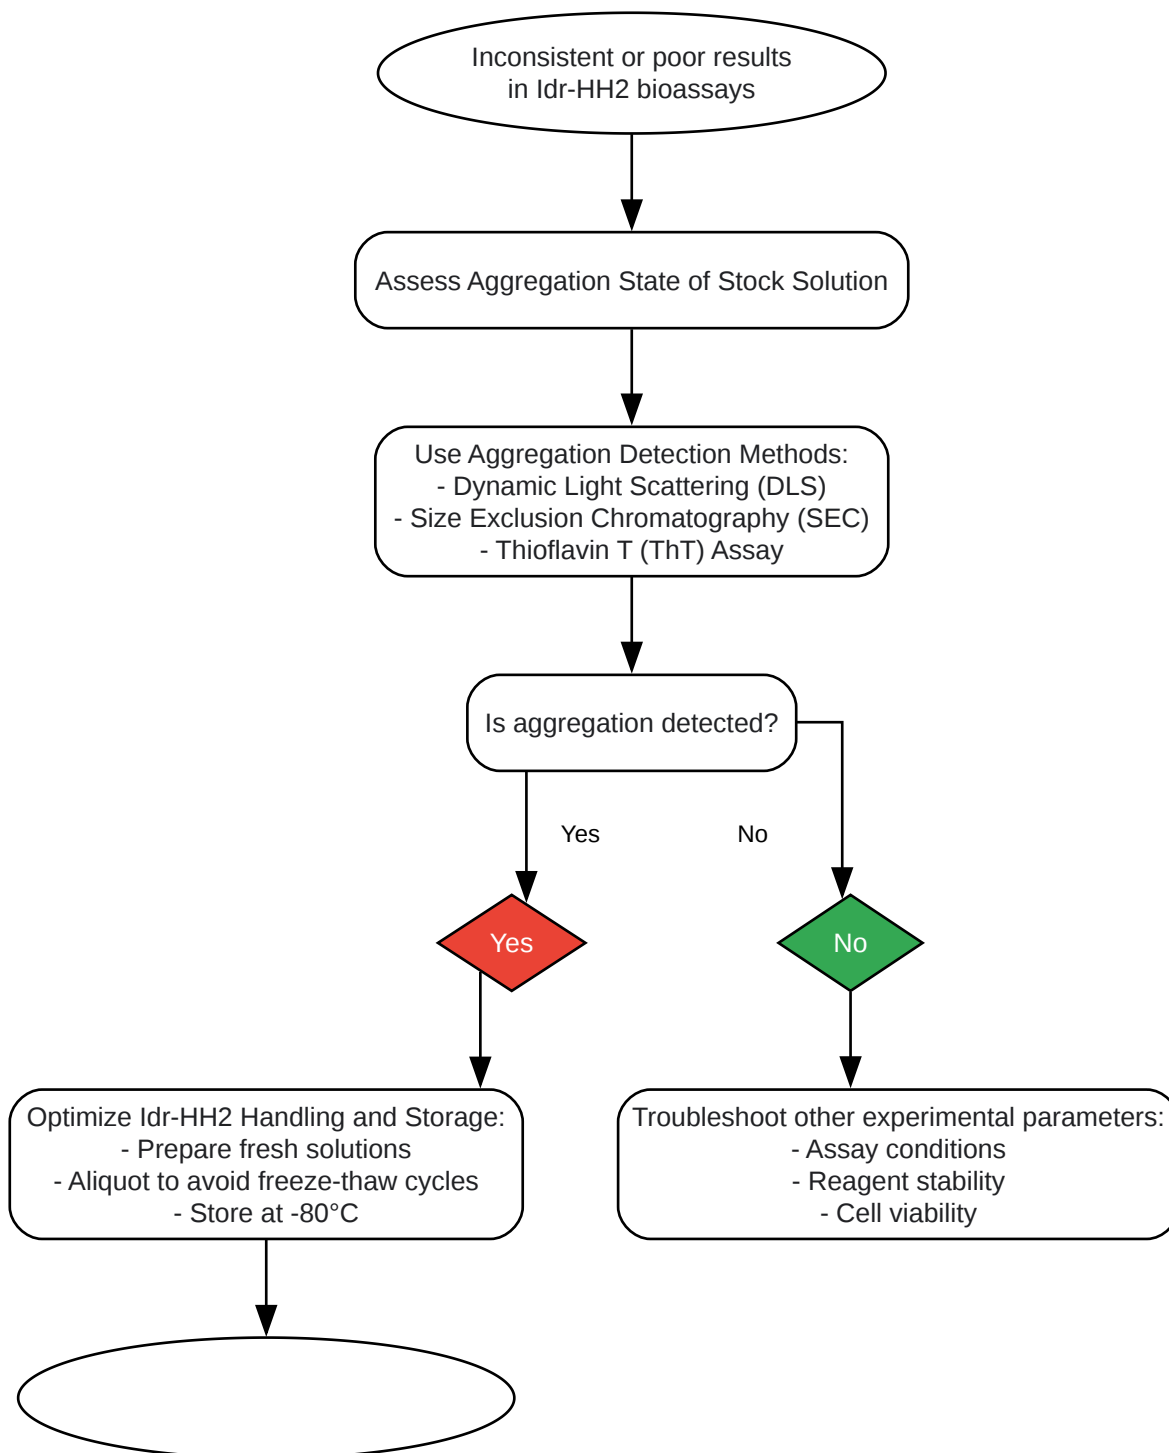 Inconsistent or poor results
in Idr-HH2 bioassays
Assess Aggregation State of Stock Solution
Use Aggregation Detection Methods:
- Dynamic Light Scattering (DLS)
- Size Exclusion Chromatography (SEC)
- Thioflavin T (ThT) Assay
Is aggregation detected?
Yes
No
Yes
No
Optimize Idr-HH2 Handling and Storage:
- Prepare fresh solutions
- Aliquot to avoid freeze-thaw cycles
- Store at -80°C
Troubleshoot other experimental parameters:
- Assay conditions
- Reagent stability
- Cell viability